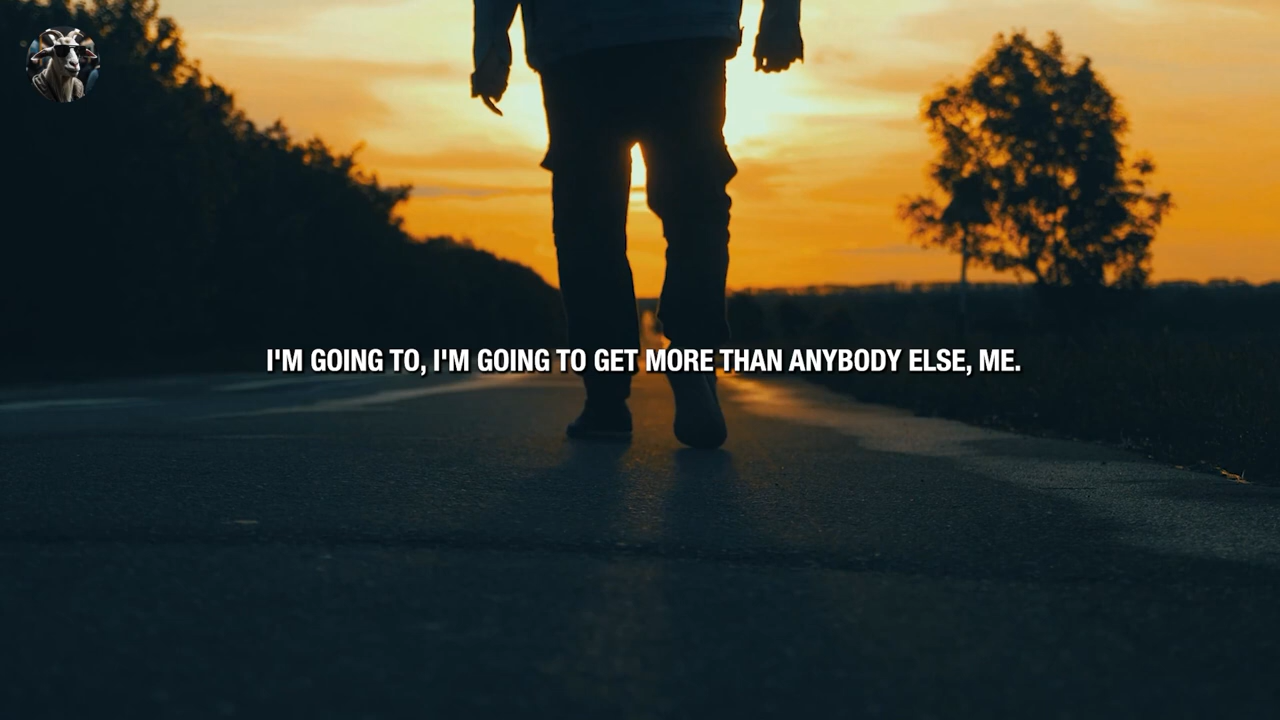 I'M GOING TO, I'M GOING TO GET MORE THAN ANYBODY ELSE, ME.